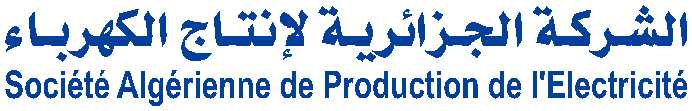 الشركة الجزائرية لإنتاج الكهرباء
Société Algérienne de Production de l'Electricité